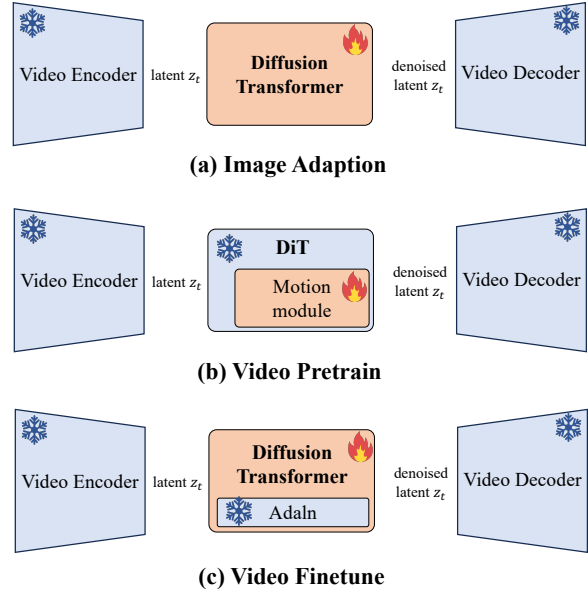 Video Encoder
latent z_t
Diffusion
Transformer
denoised
latent z_t
Video Decoder
(a) Image Adaption
Video Encoder
latent z_t
DiT
Motion
module
denoised
latent z_t
Video Decoder
(b) Video Pretrain
Video Encoder
latent z_t
Diffusion
Transformer
Adaln
denoised
latent z_t
Video Decoder
(c) Video Finetune